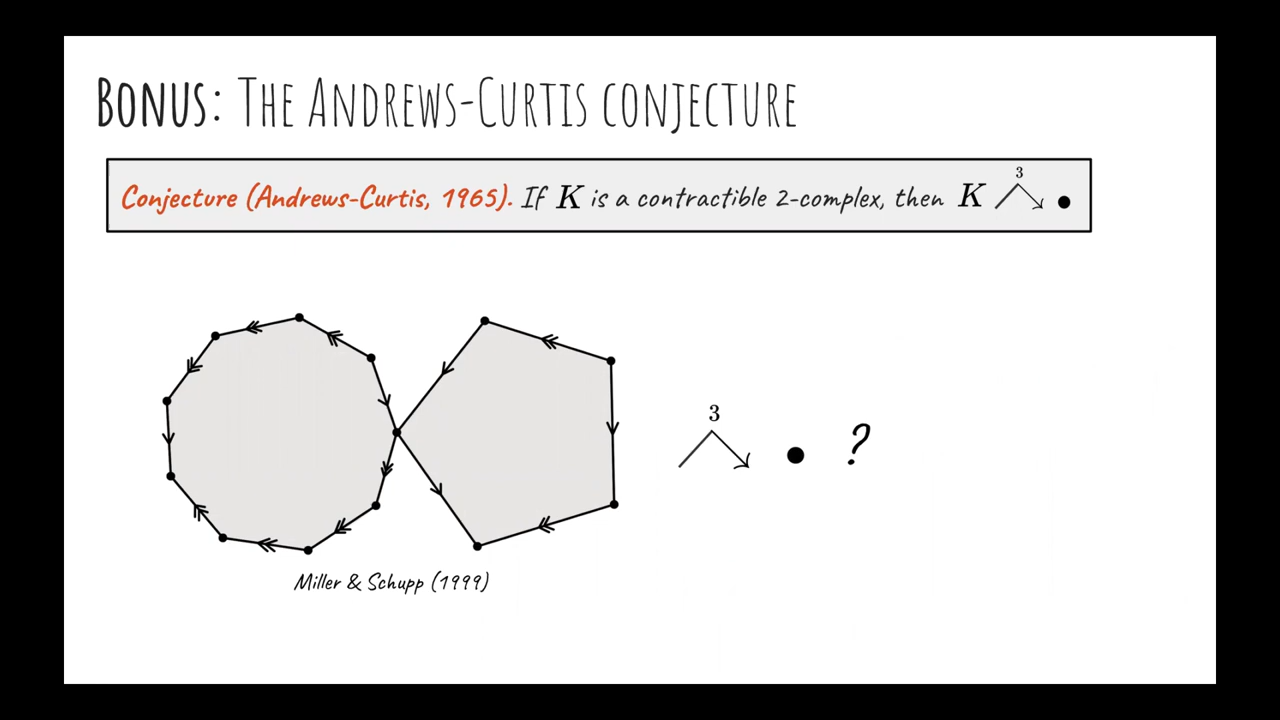 BONUS: THE ANDREWS-CURTIS CONJECTURE
3
Conjecture (Andrews-Curtis, 1965). If K is a contractible 2-complex, then K
3
?
Miller & Schupp (1999)